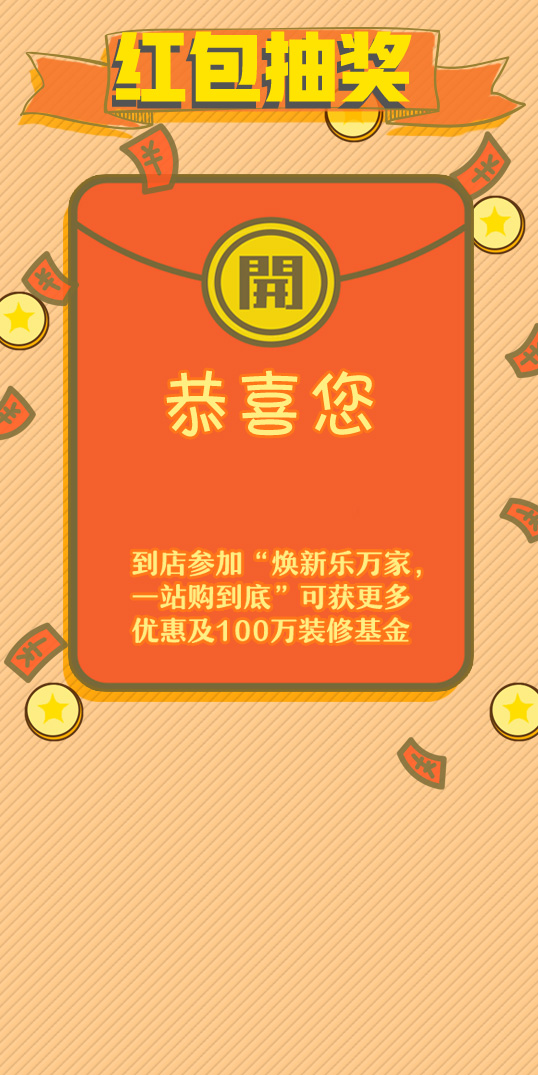 红包抽奖
開
恭喜您
到店参加“焕新乐万家，
一站购到底”可获更多
优惠及100万装修基金